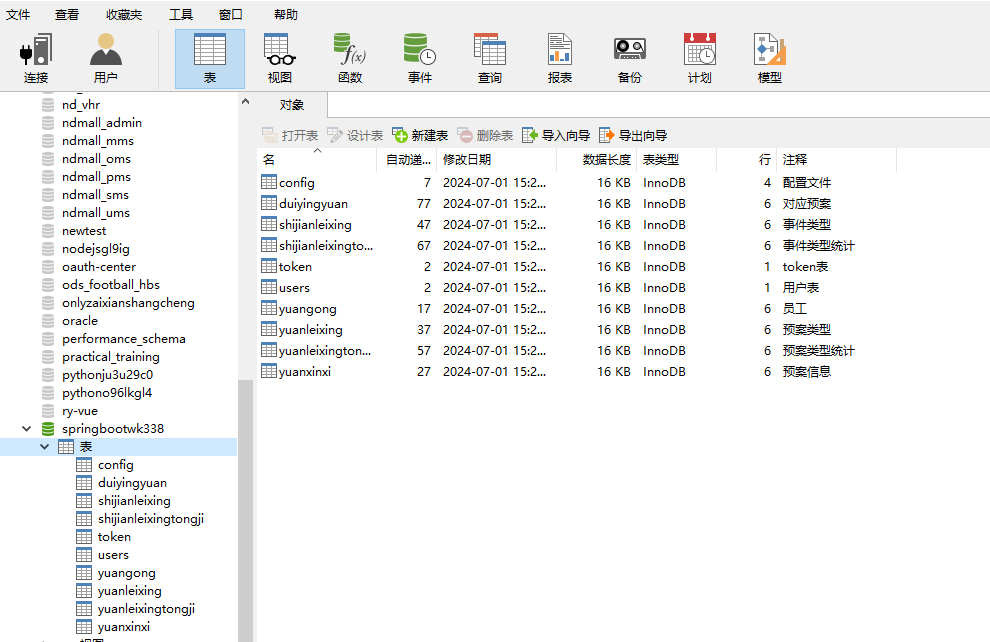 文件 查看 收藏夹 工具 窗口 帮助
连接 用户 表 视图 函数 事件 查询 报表 备份 计划 模型
nd_vhr
ndmall_admin
ndmall_mms
ndmall_oms
ndmall_pms
ndmall_sms
ndmall_ums
newtest
nodejsgl9ig
oauth-center
ods_football_hbs
onlyzaixianshangcheng
oracle
performance_schema
practical_training
pythonju3u29c0
pythono96lkgl4
ry-vue
springbootwk338
表
config
duiyingyuan
shijianleixing
shijianleixingtongji
token
users
yuangong
yuanleixing
yuanleixingtongji
yuanxinxi
视图
对象
打开表 设计表 新建表 删除表 导入向导 导出向导
名 自动递... 修改日期 数据长度 表类型 行 注释
config 7 2024-07-01 15:2... 16 KB InnoDB 4 配置文件
duiyingyuan 77 2024-07-01 15:2... 16 KB InnoDB 6 对应预案
shijianleixing 47 2024-07-01 15:2... 16 KB InnoDB 6 事件类型
shijianleixingto... 67 2024-07-01 15:2... 16 KB InnoDB 6 事件类型统计
token 2 2024-07-01 15:2... 16 KB InnoDB 1 token表
users 2 2024-07-01 15:2... 16 KB InnoDB 1 用户表
yuangong 17 2024-07-01 15:2... 16 KB InnoDB 6 员工
yuanleixing 37 2024-07-01 15:2... 16 KB InnoDB 6 预案类型
yuanleixington... 57 2024-07-01 15:2... 16 KB InnoDB 6 预案类型统计
yuanxinxi 27 2024-07-01 15:2... 16 KB InnoDB 6 预案信息